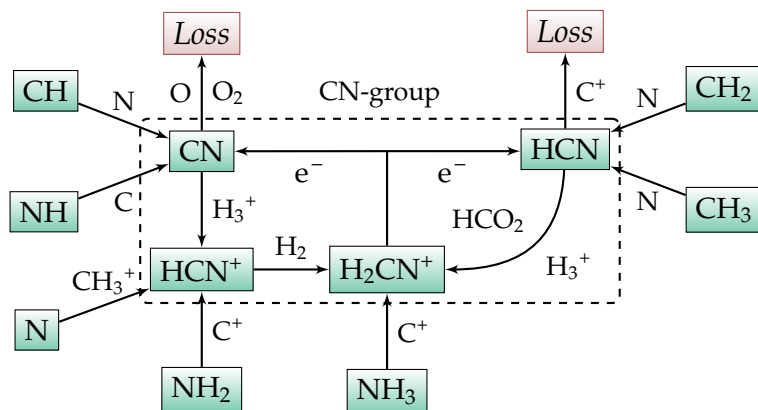 Loss
Loss
CH
N
O
O₂
CN-group
C⁺
N
CH₂
CN
HCN
e⁻
e⁻
NH
C
H₃⁺
HCO₂
N
CH₃
CH₃⁺
HCN⁺
H₂
H₂CN⁺
H₃⁺
N
C⁺
C⁺
NH₂
NH₃